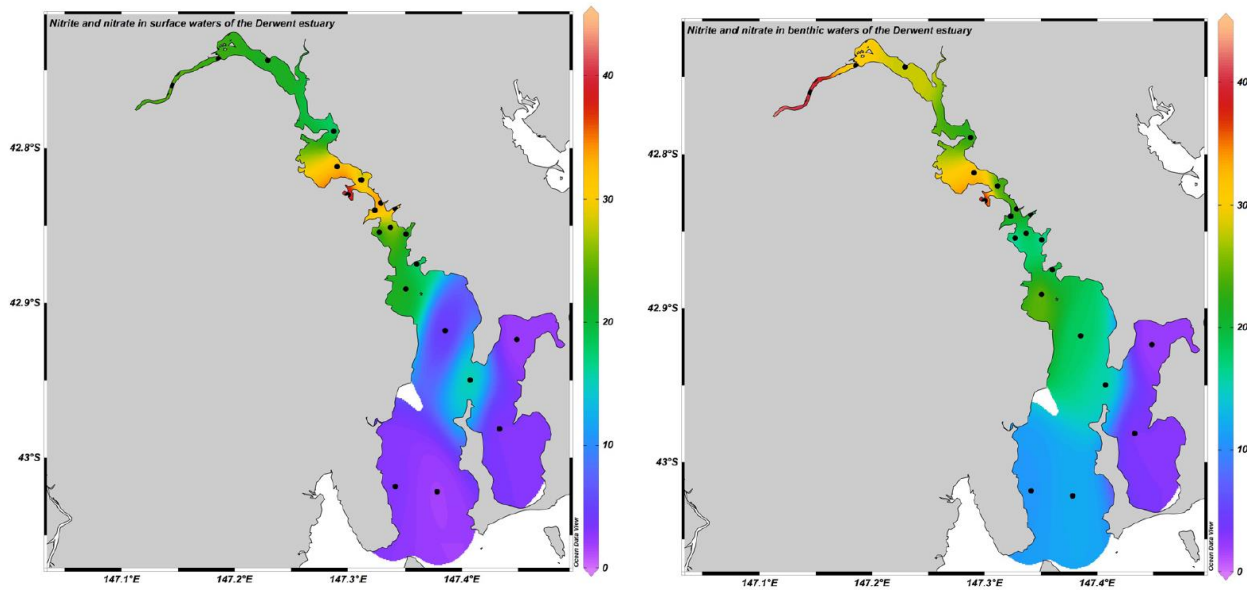 Nitrite and nitrate in surface waters of the Derwent estuary
40
30
20
10
0
42.8°S
42.9°S
43°S
147.1°E
147.2°E
147.3°E
147.4°E
Ocean Data View
Nitrite and nitrate in benthic waters of the Derwent estuary
40
30
20
10
0
42.8°S
42.9°S
43°S
147.1°E
147.2°E
147.3°E
147.4°E
Ocean Data View